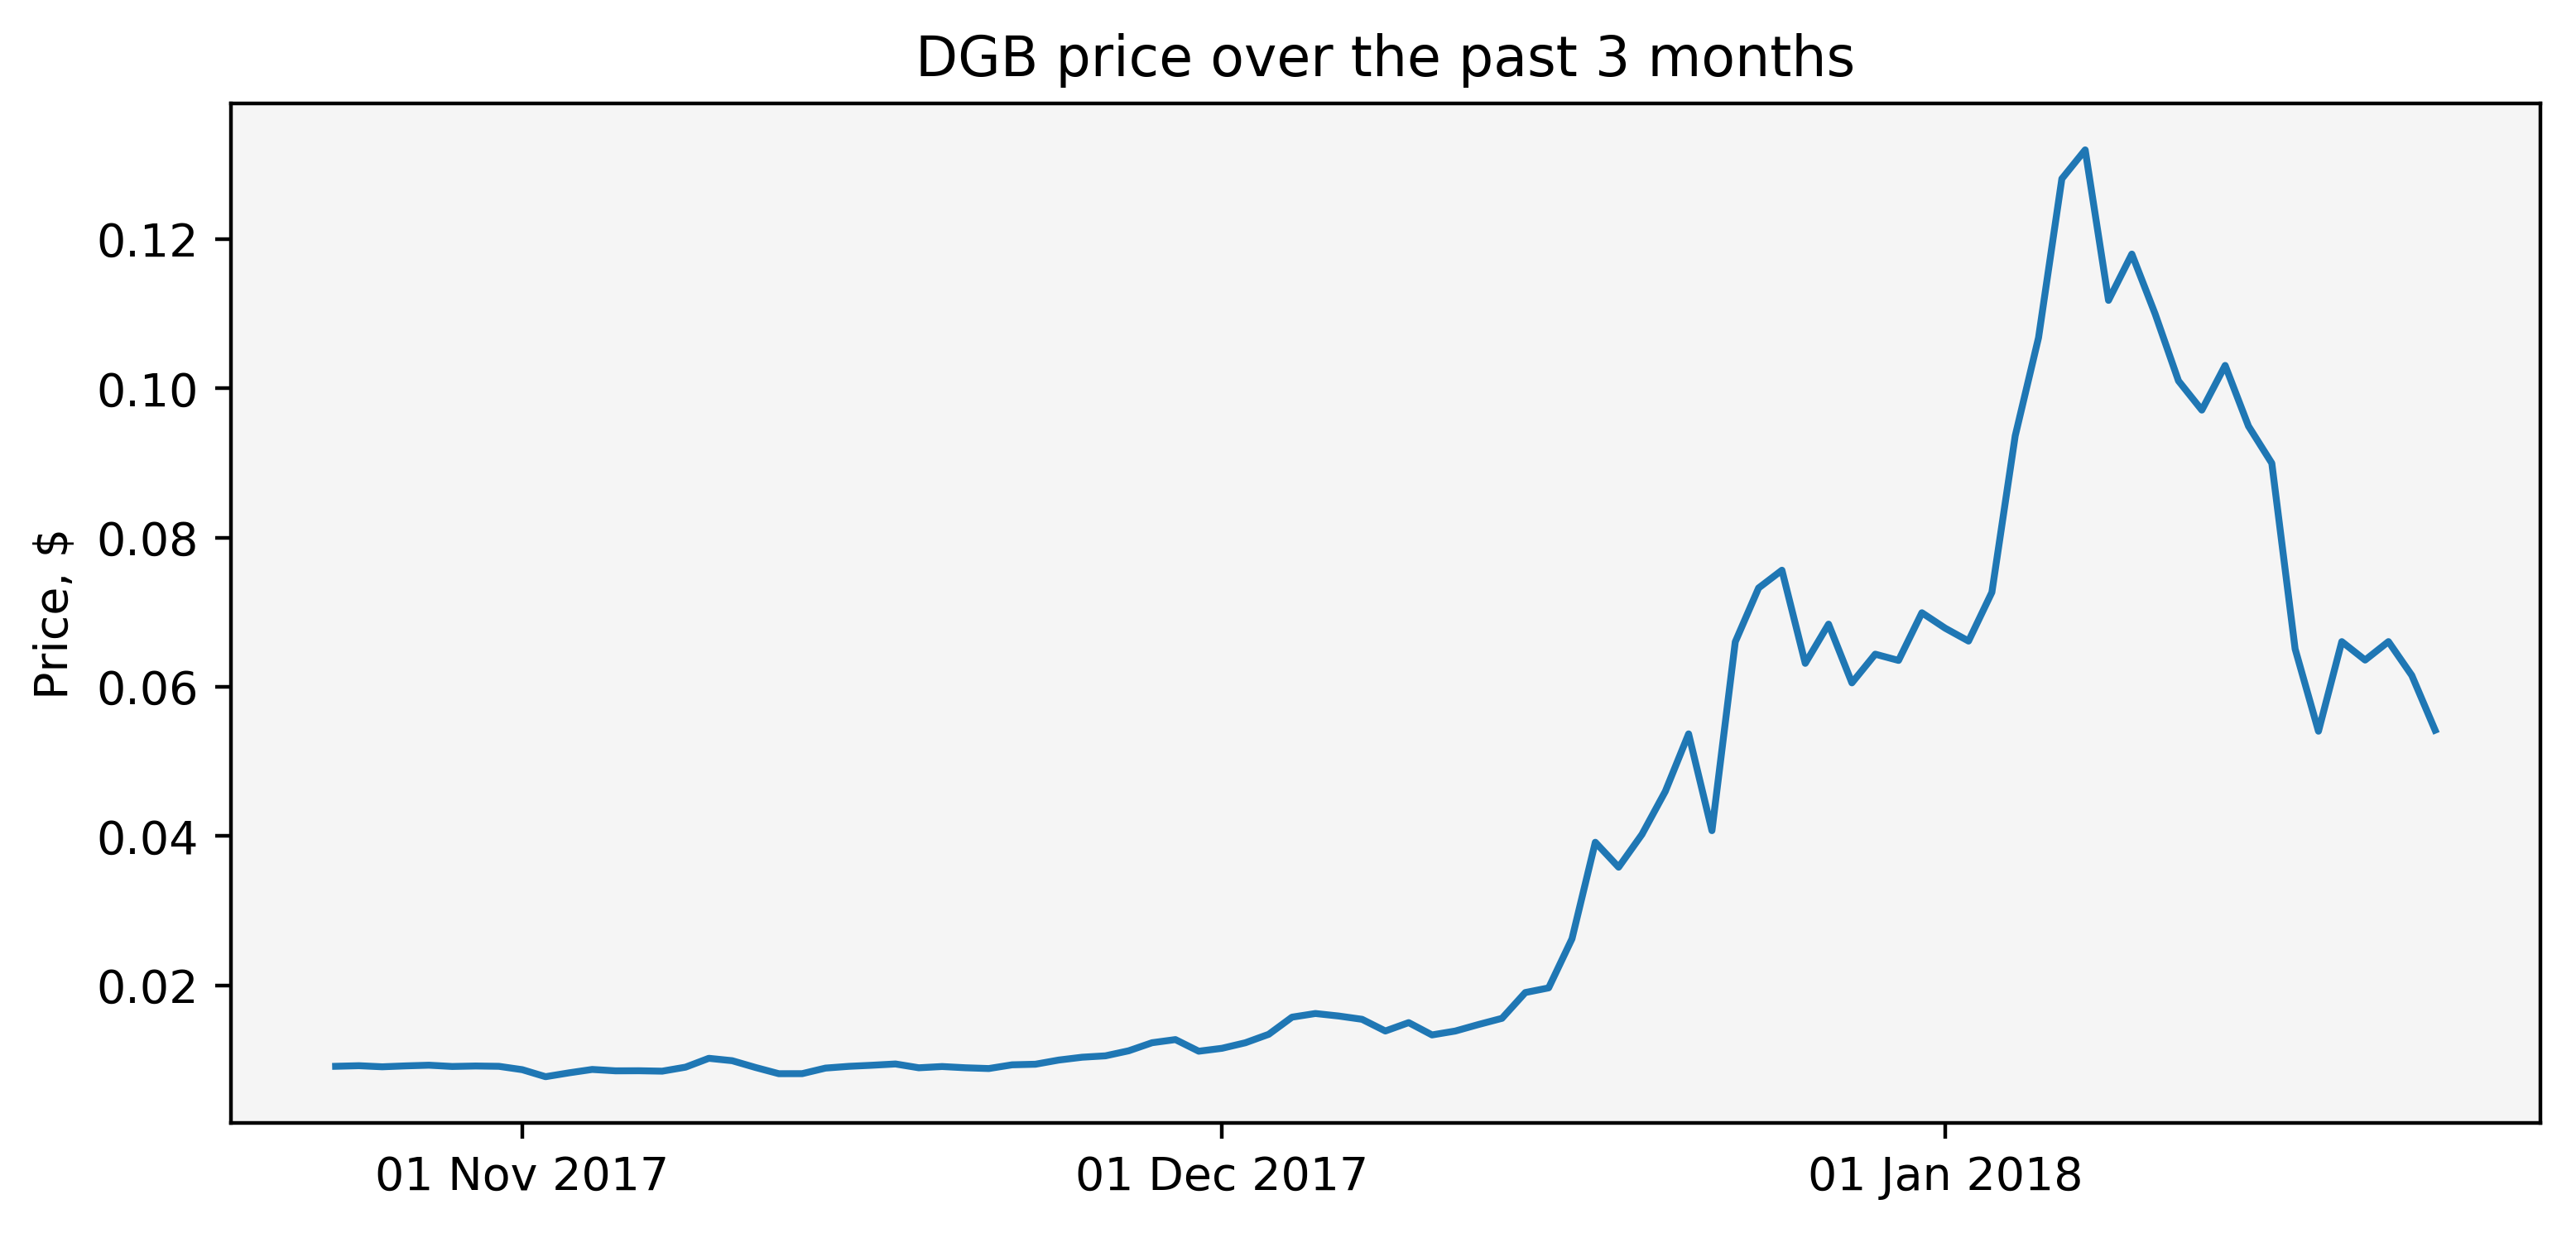 DGB price over the past 3 months
Price, $
0.12
0.10
0.08
0.06
0.04
0.02
01 Nov 2017
01 Dec 2017
01 Jan 2018